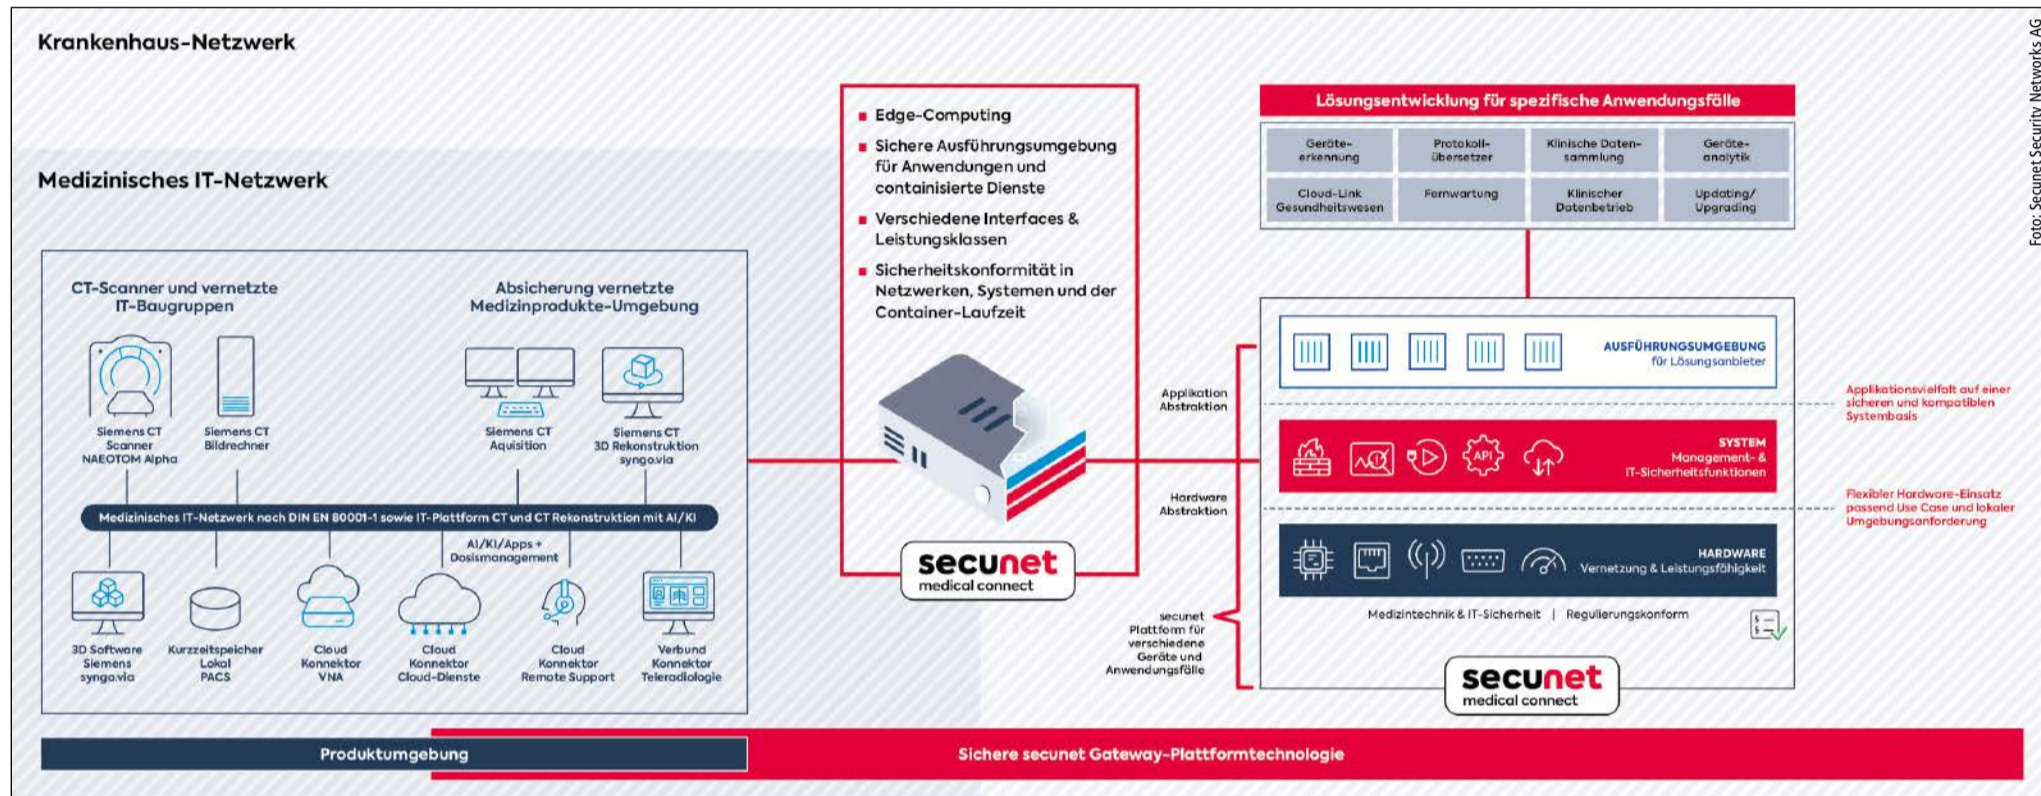 Krankenhaus-Netzwerk
Foto: Secunet Security Networks AG
Medizinisches IT-Netzwerk
CT-Scanner und vernetzte
IT-Baugruppen
Absicherung vernetzte
Medizinprodukte-Umgebung
Siemens CT
Scanner
NAEOTOM Alpha
Siemens CT
Bildrechner
Siemens CT
Aquisition
Siemens CT
3D Rekonstruktion
syngo.via
Medizinisches IT-Netzwerk nach DIN EN 80001-1 sowie IT-Plattform CT und CT Rekonstruktion mit AI/KI
AI/KI/Apps +
Dosismanagement
3D Software
Siemens
syngo.via
Kurzzeitspeicher
Lokal
PACS
Cloud
Konnektor
VNA
Cloud
Konnektor
Cloud-Dienste
Cloud
Konnektor
Remote Support
Verbund
Konnektor
Teleradiologie
Edge-Computing
Sichere Ausführungsumgebung
für Anwendungen und
containisierte Dienste
Verschiedene Interfaces &
Leistungsklassen
Sicherheitskonformität in
Netzwerken, Systemen und der
Container-Laufzeit
secunet
medical connect
Lösungsentwicklung für spezifische Anwendungsfälle
Geräte-
erkennung
Protokoll-
übersetzer
Klinische Daten-
sammlung
Geräte-
analytik
Cloud-Link
Gesundheitswesen
Fernwartung
Klinischer
Datenbetrieb
Updating/
Upgrading
Applikation
Abstraktion
Hardware
Abstraktion
secunet
Plattform für
verschiedene
Geräte und
Anwendungsfälle
AUSFÜHRUNGSUMGEBUNG
für Lösungsanbieter
Applikationsvielfalt auf einer
sicheren und kompatiblen
Systembasis
API
SYSTEM
Management- &
IT-Sicherheitsfunktionen
Flexibler Hardware-Einsatz
passend Use Case und lokaler
Umgebungsanforderung
HARDWARE
Vernetzung & Leistungsfähigkeit
Medizintechnik & IT-Sicherheit | Regulierungskonform
secunet
medical connect
Produktumgebung
Sichere secunet Gateway-Plattformtechnologie